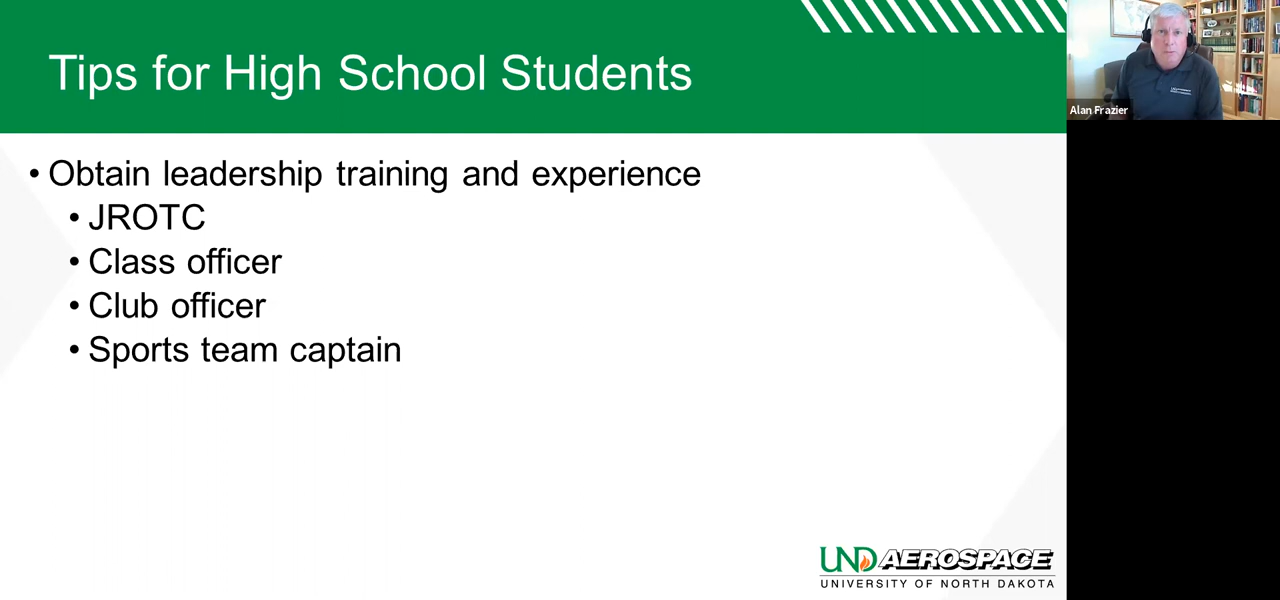 Tips for High School Students
Alan Frazier
• Obtain leadership training and experience
• JROTC
• Class officer
• Club officer
• Sports team captain
UND AEROSPACE
UNIVERSITY OF NORTH DAKOTA